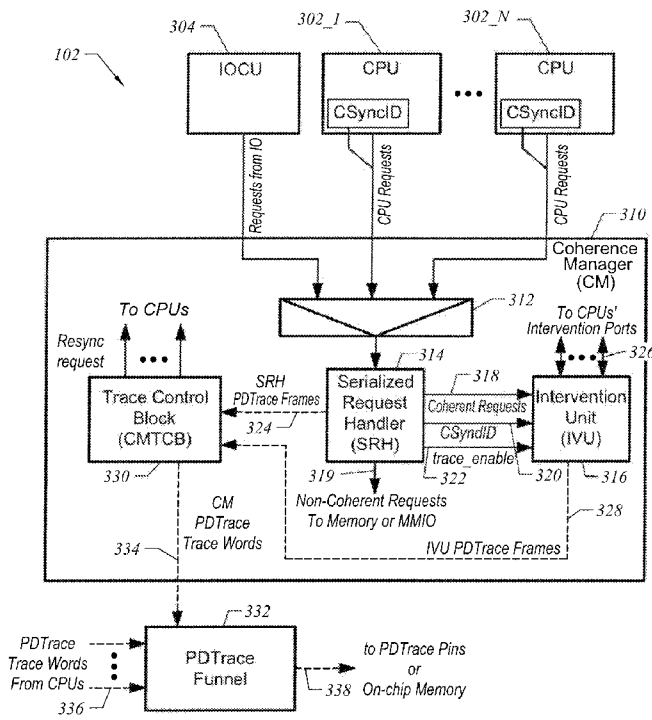 304
302_1
302_N
102
IOCU
CPU
CPU
CSyncID
CSyncID
Requests from IO
CPU Requests
CPU Requests
310
Coherence
Manager
(CM)
312
To CPUs
Resync
request
To CPUs'
Intervention Ports
326
314
SRH
PDTrace Frames
324
Trace Control
Block
(CMTCB)
330
Serialized
Request
Handler
(SRH)
318
Coherent Requests
CSyndID
trace_enable
322
320
Intervention
Unit
(IVU)
316
319
Non-Coherent Requests
To Memory or MMIO
328
CM
PDTrace
Trace Words
334
IVU PDTrace Frames
332
PDTrace
Trace Words
From CPUs
336
PDTrace
Funnel
338
to PDTrace Pins
or
On-chip Memory